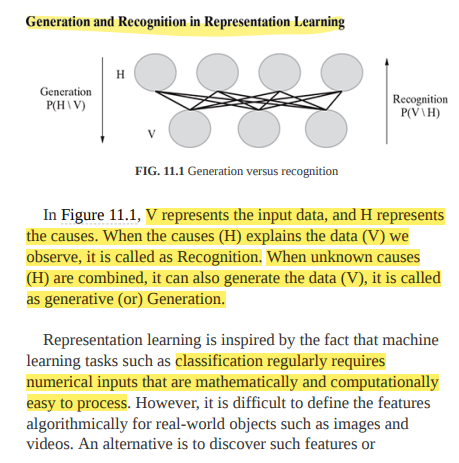 Generation and Recognition in Representation Learning
H
Generation
P(H\V)
Recognition
P(V\H)
V
FIG. 11.1 Generation versus recognition
In Figure 11.1, V represents the input data, and H represents
the causes. When the causes (H) explains the data (V) we
observe, it is called as Recognition. When unknown causes
(H) are combined, it can also generate the data (V), it is called
as generative (or) Generation.
Representation learning is inspired by the fact that machine
learning tasks such as classification regularly requires
numerical inputs that are mathematically and computationally
easy to process. However, it is difficult to define the features
algorithmically for real-world objects such as images and
videos. An alternative is to discover such features or